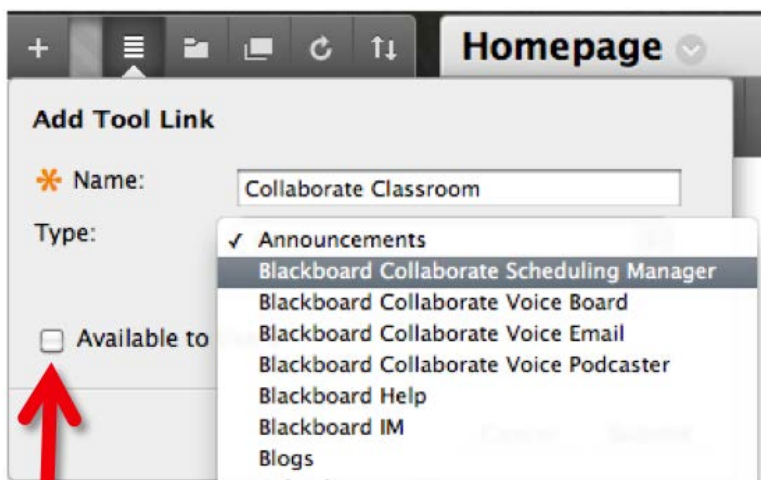 + Homepage
Add Tool Link
Name: Collaborate Classroom
Type:
✓ Announcements
Blackboard Collaborate Scheduling Manager
Blackboard Collaborate Voice Board
Available to
Blackboard Collaborate Voice Email
Blackboard Collaborate Voice Podcaster
Blackboard Help
Blackboard IM
Blogs